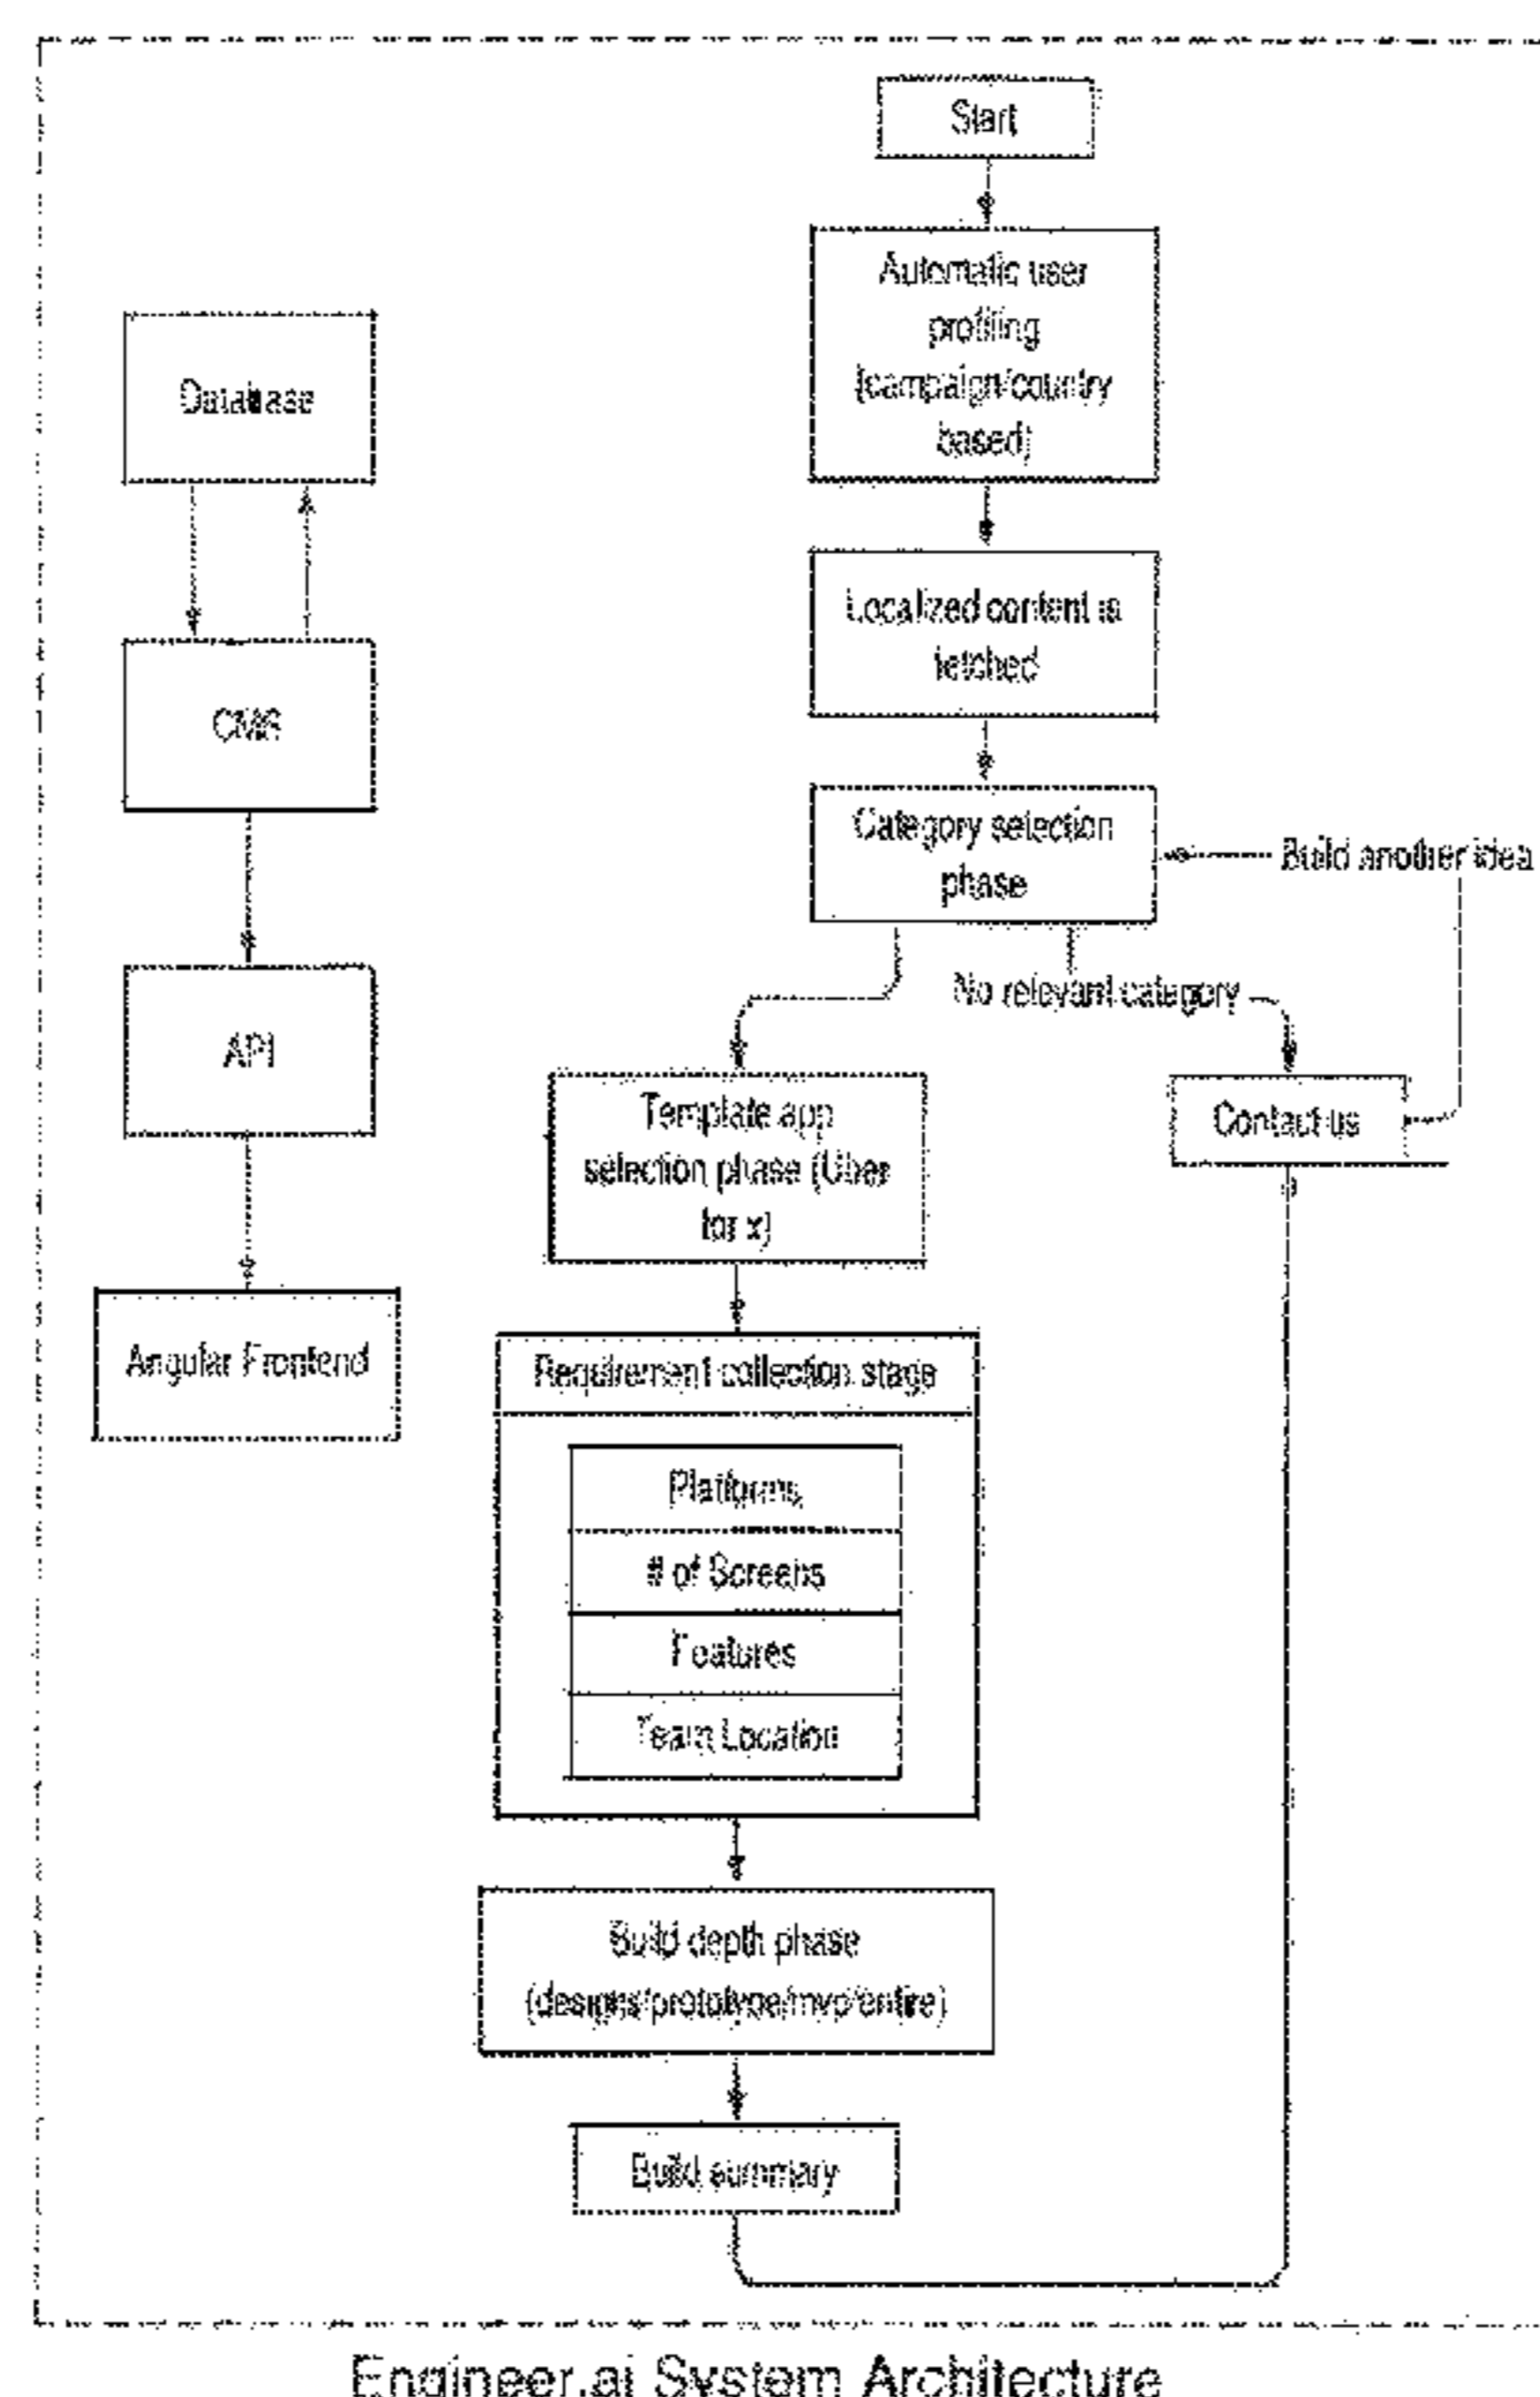 Start
Automatic user
profiling
(campaign/country
based)
Database
Localized content is
fetched
CMS
Category selection
phase
Build another idea
No relevant category
API
Template app
selection phase (Uber
for x)
Contact us
Angular Frontend
Requirement collection stage
Platforms
# of Screens
Features
Team Location
Build depth phase
(designs/prototype/mvp/entire)
Build summary
Engineer.ai System Architecture